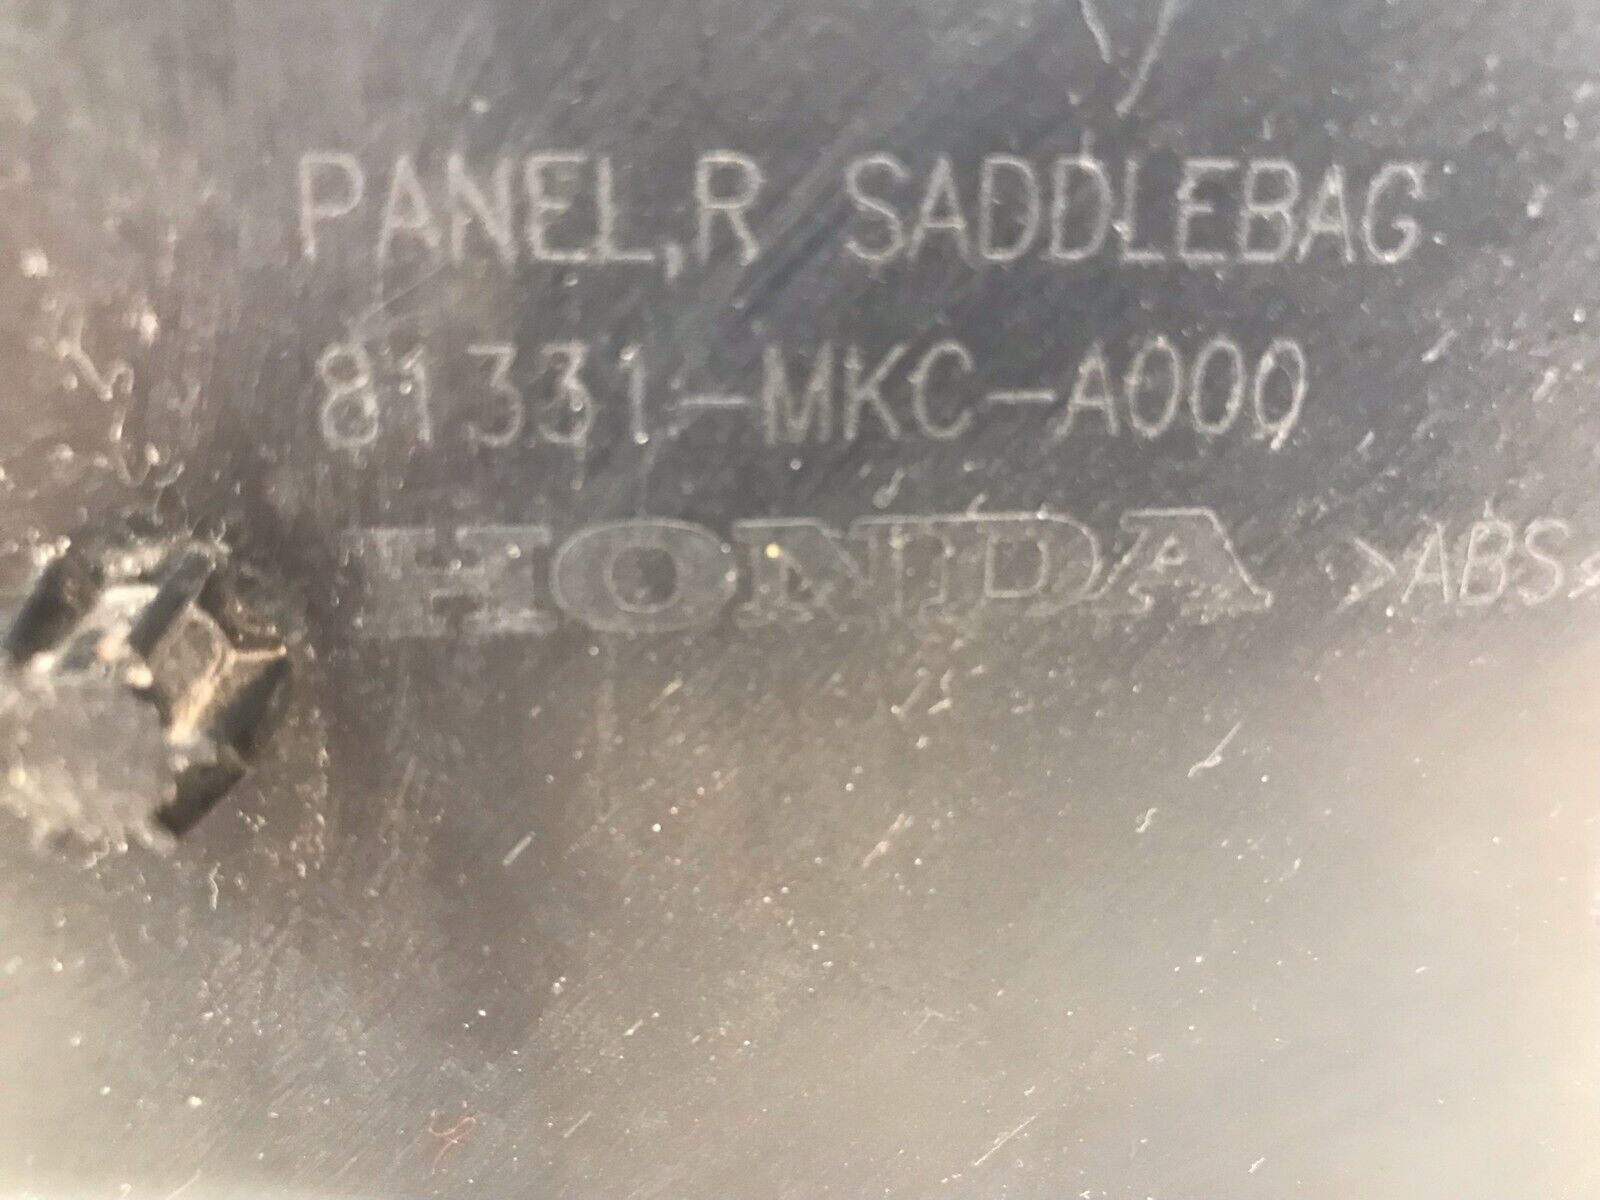 PANEL,R SADDLEBAG
81331-MKC-A000
HONDA >ABS<